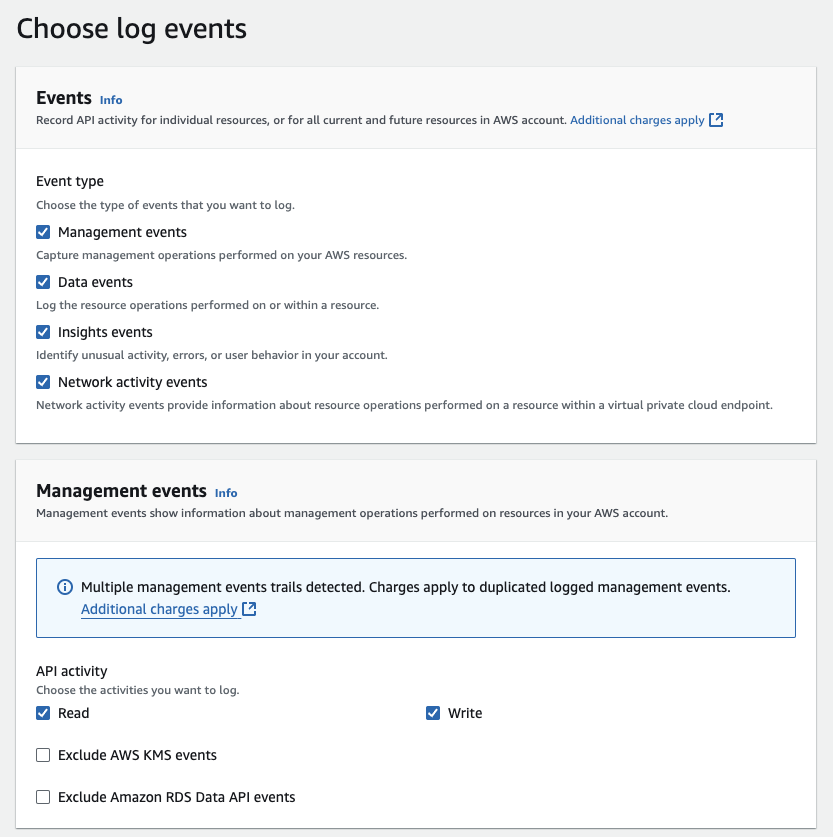 Choose log events
Events Info
Record API activity for individual resources, or for all current and future resources in AWS account. Additional charges apply
Event type
Choose the type of events that you want to log.
Management events
Capture management operations performed on your AWS resources.
Data events
Log the resource operations performed on or within a resource.
Insights events
Identify unusual activity, errors, or user behavior in your account.
Network activity events
Network activity events provide information about resource operations performed on a resource within a virtual private cloud endpoint.
Management events Info
Management events show information about management operations performed on resources in your AWS account.
Multiple management events trails detected. Charges apply to duplicated logged management events.
Additional charges apply
API activity
Choose the activities you want to log.
Read Write
Exclude AWS KMS events
Exclude Amazon RDS Data API events